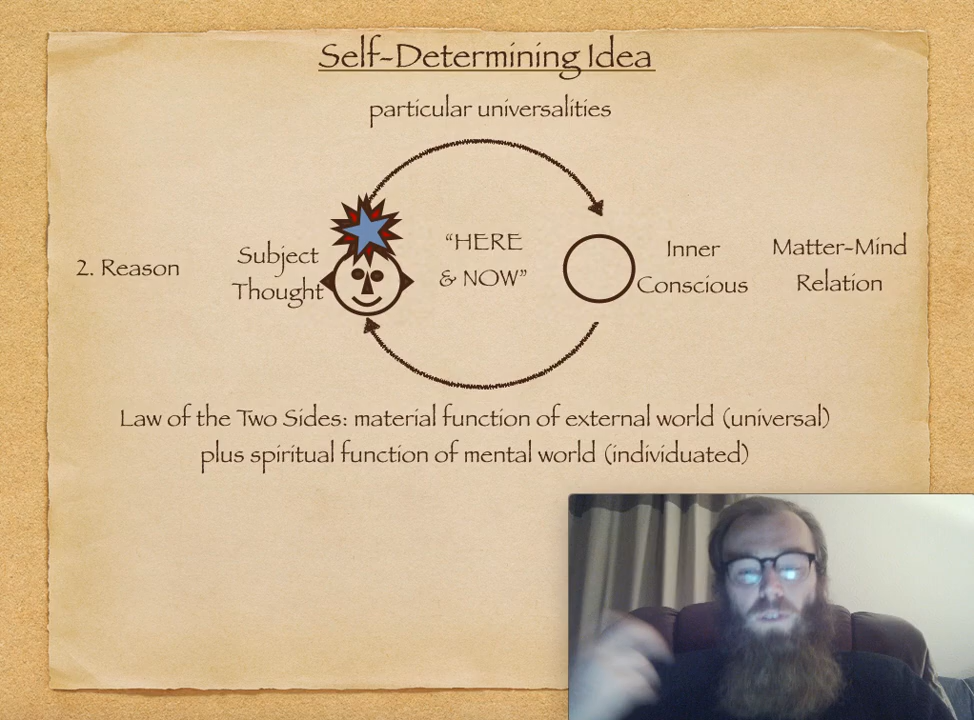 Self-Determining Idea
particular universalities
2. Reason
Subject
Thought
“HERE
& NOW”
Inner
Conscious
Matter-Mind
Relation
Law of the Two Sides: material function of external world (universal)
plus spiritual function of mental world (individuated)